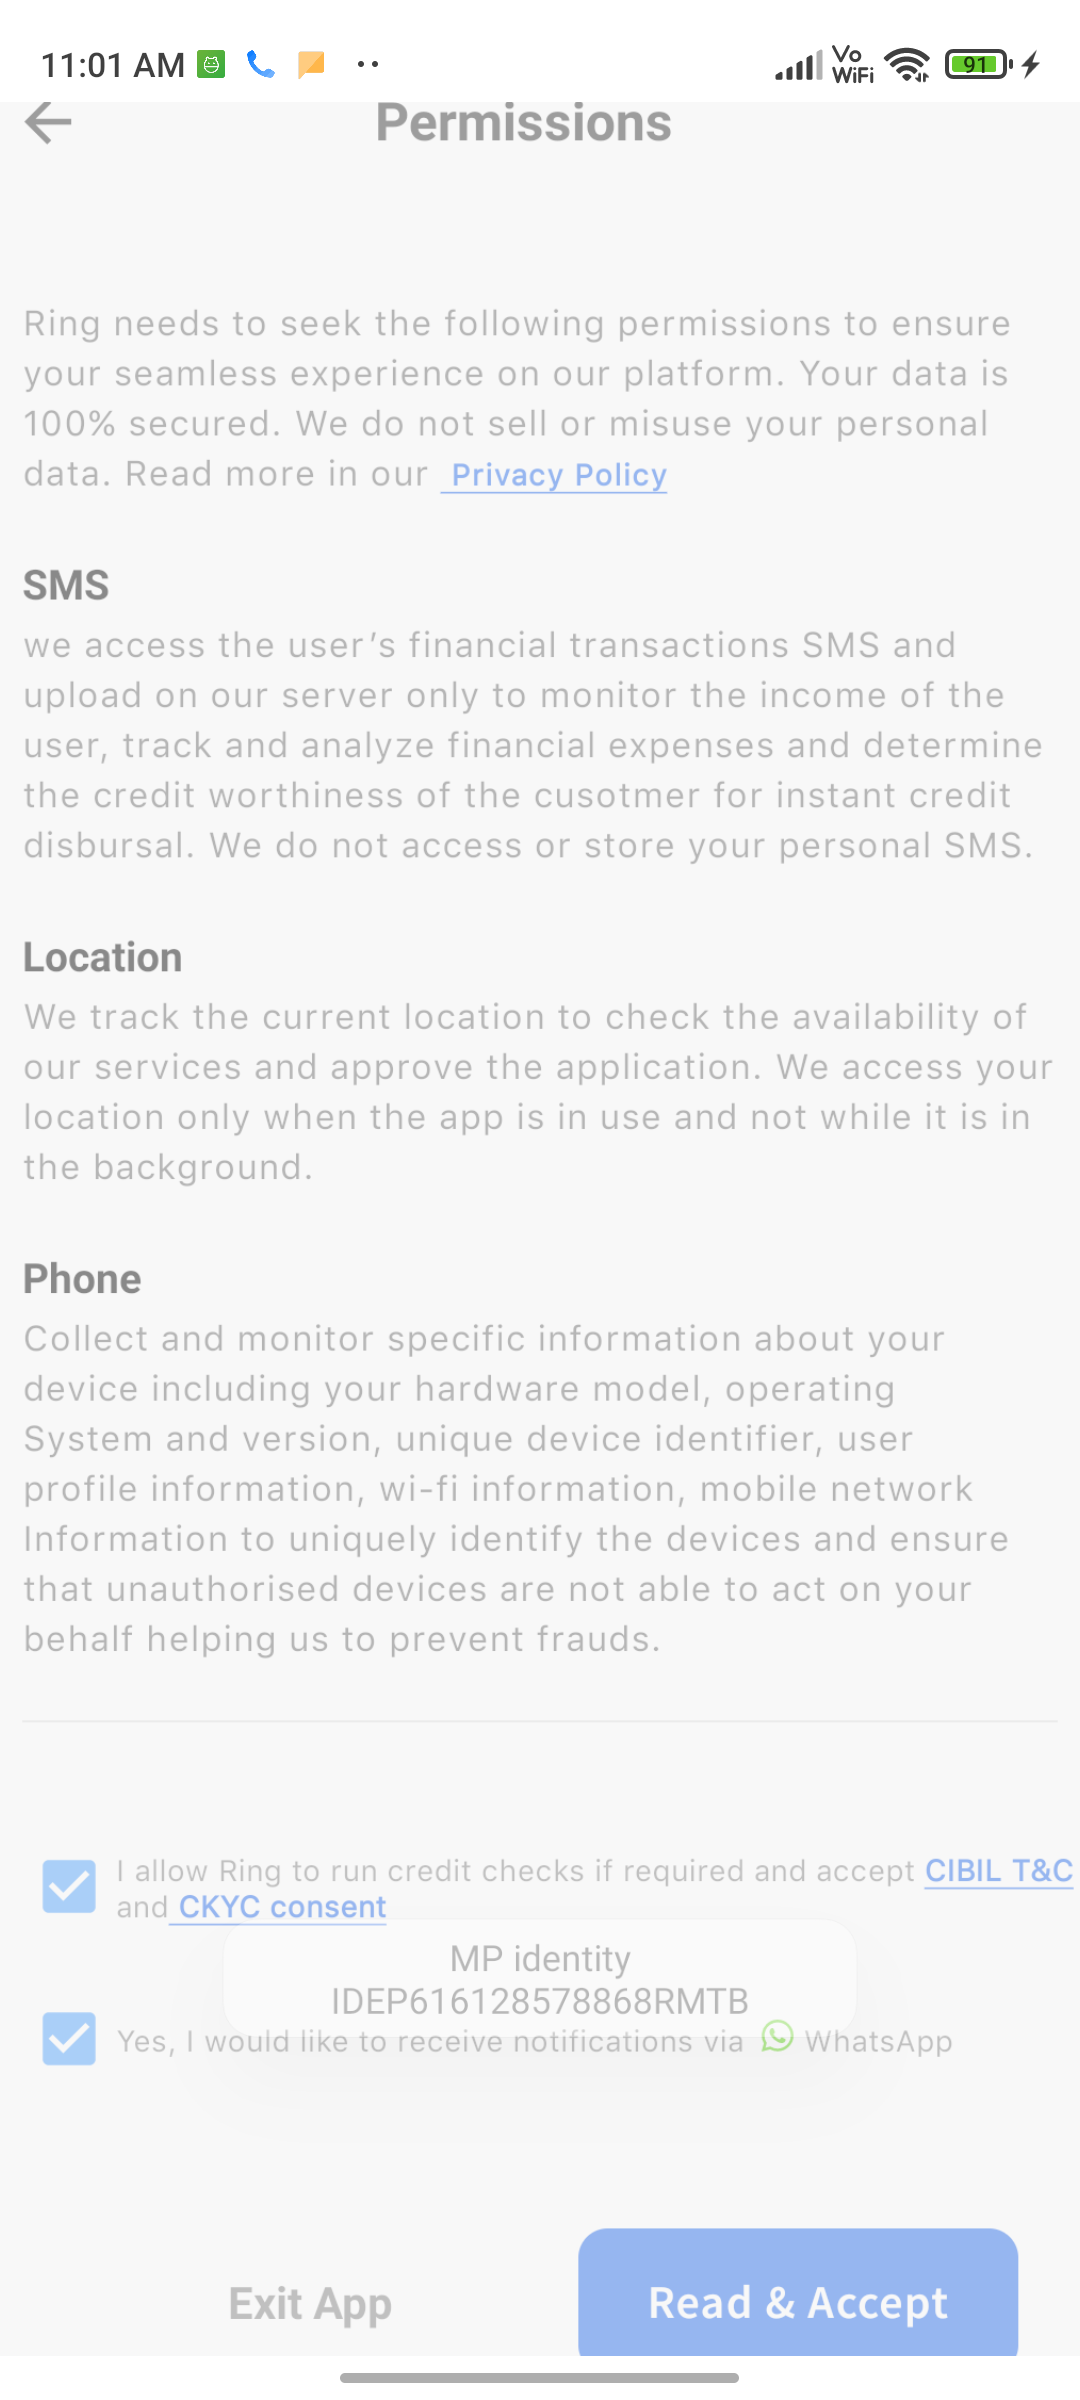 11:01 AM
Vo
WiFi
91
Permissions
Ring needs to seek the following permissions to ensure
your seamless experience on our platform. Your data is
100% secured. We do not sell or misuse your personal
data. Read more in our Privacy Policy
SMS
we access the user's financial transactions SMS and
upload on our server only to monitor the income of the
user, track and analyze financial expenses and determine
the credit worthiness of the cusotmer for instant credit
disbursal. We do not access or store your personal SMS.
Location
We track the current location to check the availability of
our services and approve the application. We access your
location only when the app is in use and not while it is in
the background.
Phone
Collect and monitor specific information about your
device including your hardware model, operating
System and version, unique device identifier, user
profile information, wi-fi information, mobile network
Information to uniquely identify the devices and ensure
that unauthorised devices are not able to act on your
behalf helping us to prevent frauds.
I allow Ring to run credit checks if required and accept CIBIL T&C
and CKYC consent
MP identity
IDEP616128578868RMTB
Yes, I would like to receive notifications via WhatsApp
Exit App
Read & Accept